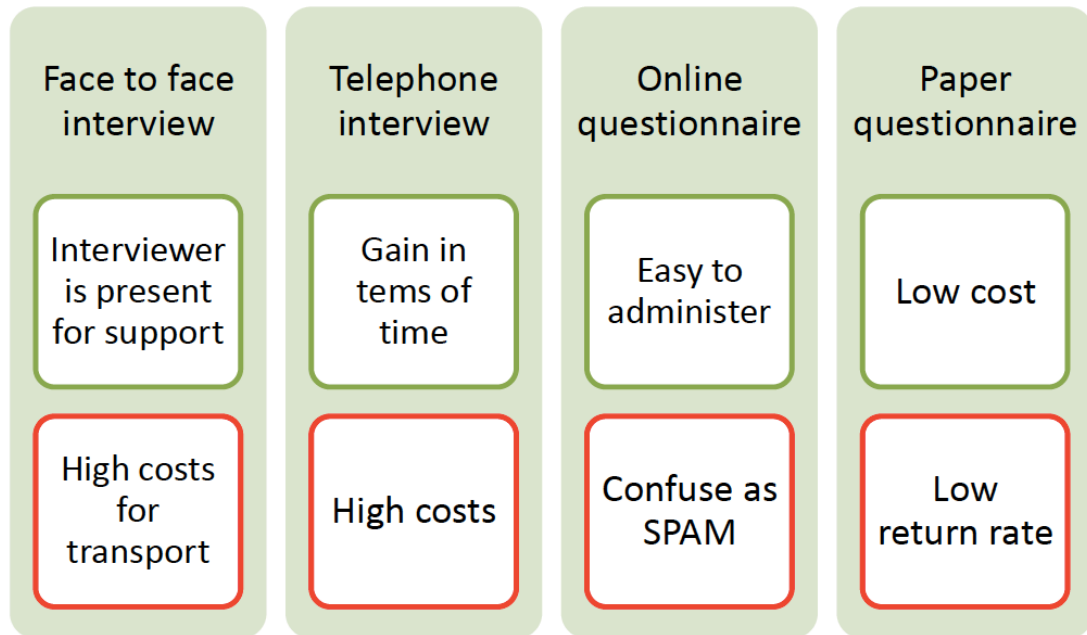 Face to face
interview
Interviewer
is present
for support
High costs
for
transport
Telephone
interview
Gain in
tems of
time
High costs
Online
questionnaire
Easy to
administer
Confuse as
SPAM
Paper
questionnaire
Low cost
Low
return rate